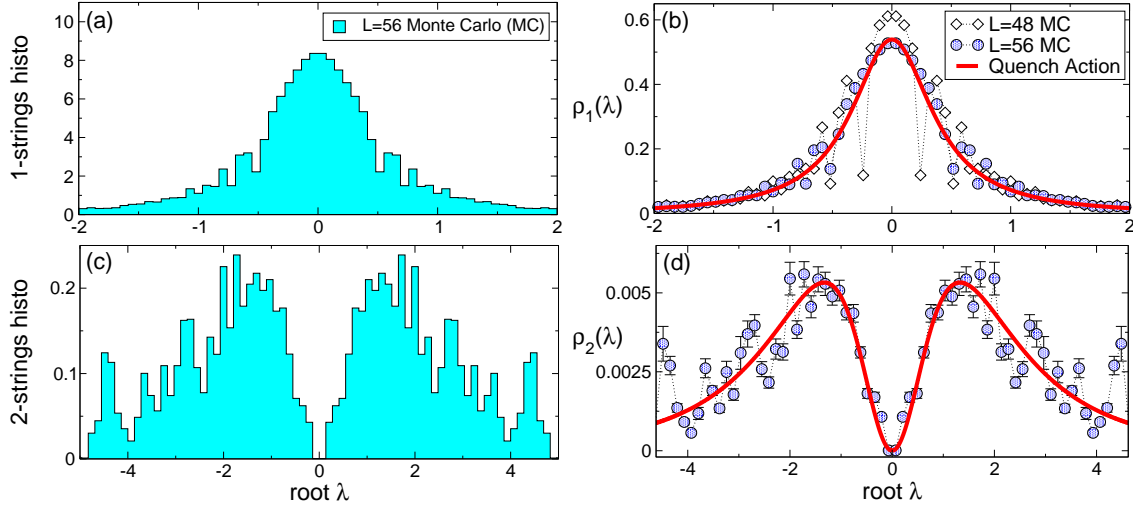 (a)
L=56 Monte Carlo (MC)
1-strings histo
10
8
6
4
2
0
-2
-1
0
1
2
(b)
L=48 MC
L=56 MC
Quench Action
ρ1(λ)
0.6
0.4
0.2
0
-2
-1
0
1
2
(c)
2-strings histo
0.2
0.1
0
-4
-2
0
2
4
root λ
(d)
ρ2(λ)
0.005
0.0025
0
-4
-2
0
2
4
root λ